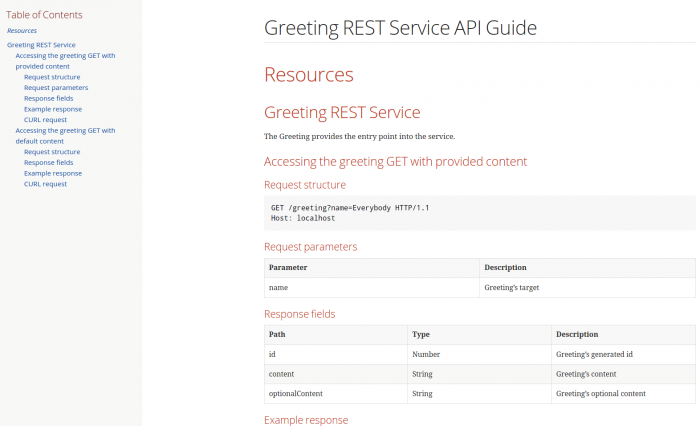 Table of Contents
Resources
Greeting REST Service
Accessing the greeting GET with
provided content
Request structure
Request parameters
Response fields
Example response
CURL request
Accessing the greeting GET with
default content
Request structure
Response fields
Example response
CURL request
Greeting REST Service API Guide
Resources
Greeting REST Service
The Greeting provides the entry point into the service.
Accessing the greeting GET with provided content
Request structure
GET /greeting?name=Everybody HTTP/1.1
Host: localhost
Request parameters
Parameter Description
name Greeting's target
Response fields
Path Type Description
id Number Greeting's generated id
content String Greeting's content
optionalContent String Greeting's optional content
Example response